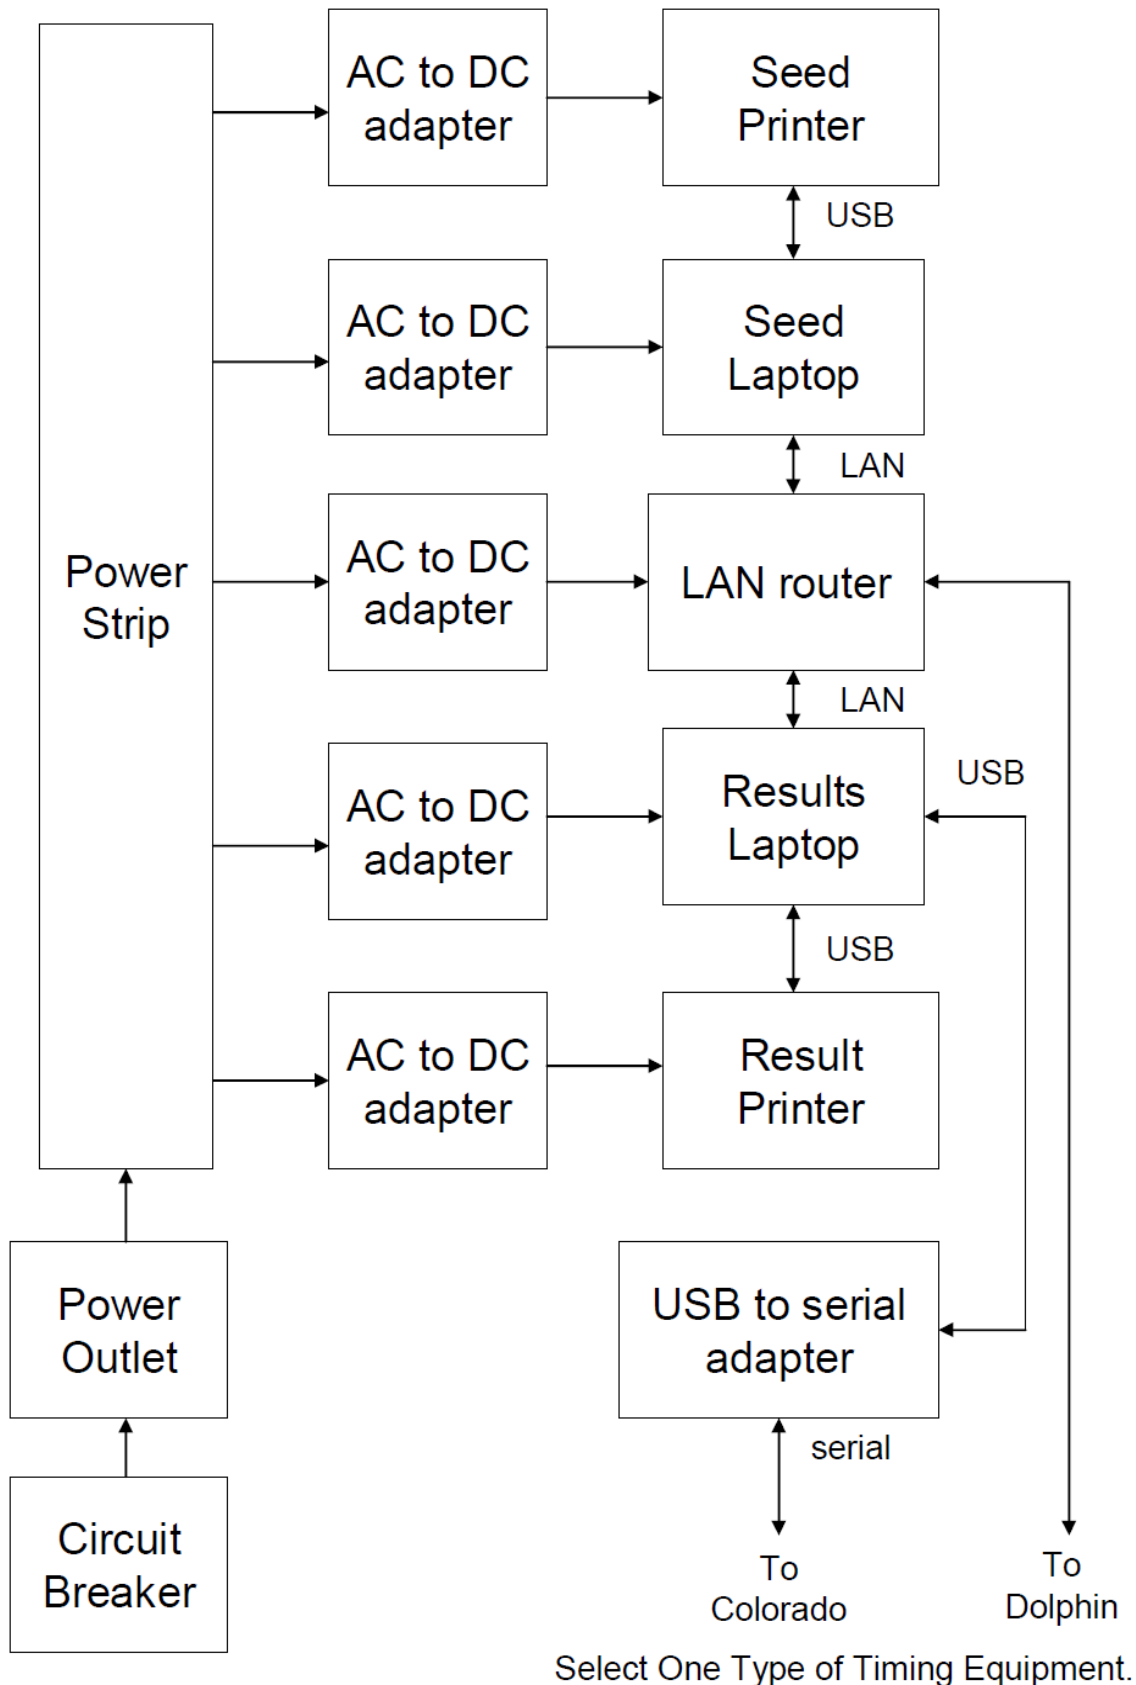 AC to DC
adapter
Seed
Printer
USB
AC to DC
adapter
Seed
Laptop
LAN
Power
Strip
AC to DC
adapter
LAN router
LAN
AC to DC
adapter
Results
Laptop
USB
USB
AC to DC
adapter
Result
Printer
Power
Outlet
USB to serial
adapter
serial
Circuit
Breaker
To
Colorado
To
Dolphin
Select One Type of Timing Equipment.